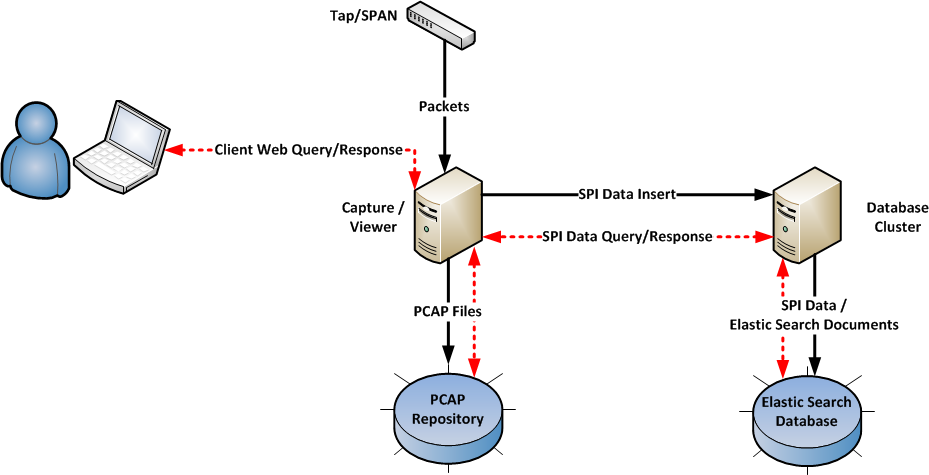 Tap/SPAN
Packets
Client Web Query/Response
Capture /
Viewer
SPI Data Insert
Database
Cluster
SPI Data Query/Response
PCAP Files
SPI Data /
Elastic Search Documents
PCAP
Repository
Elastic Search
Database